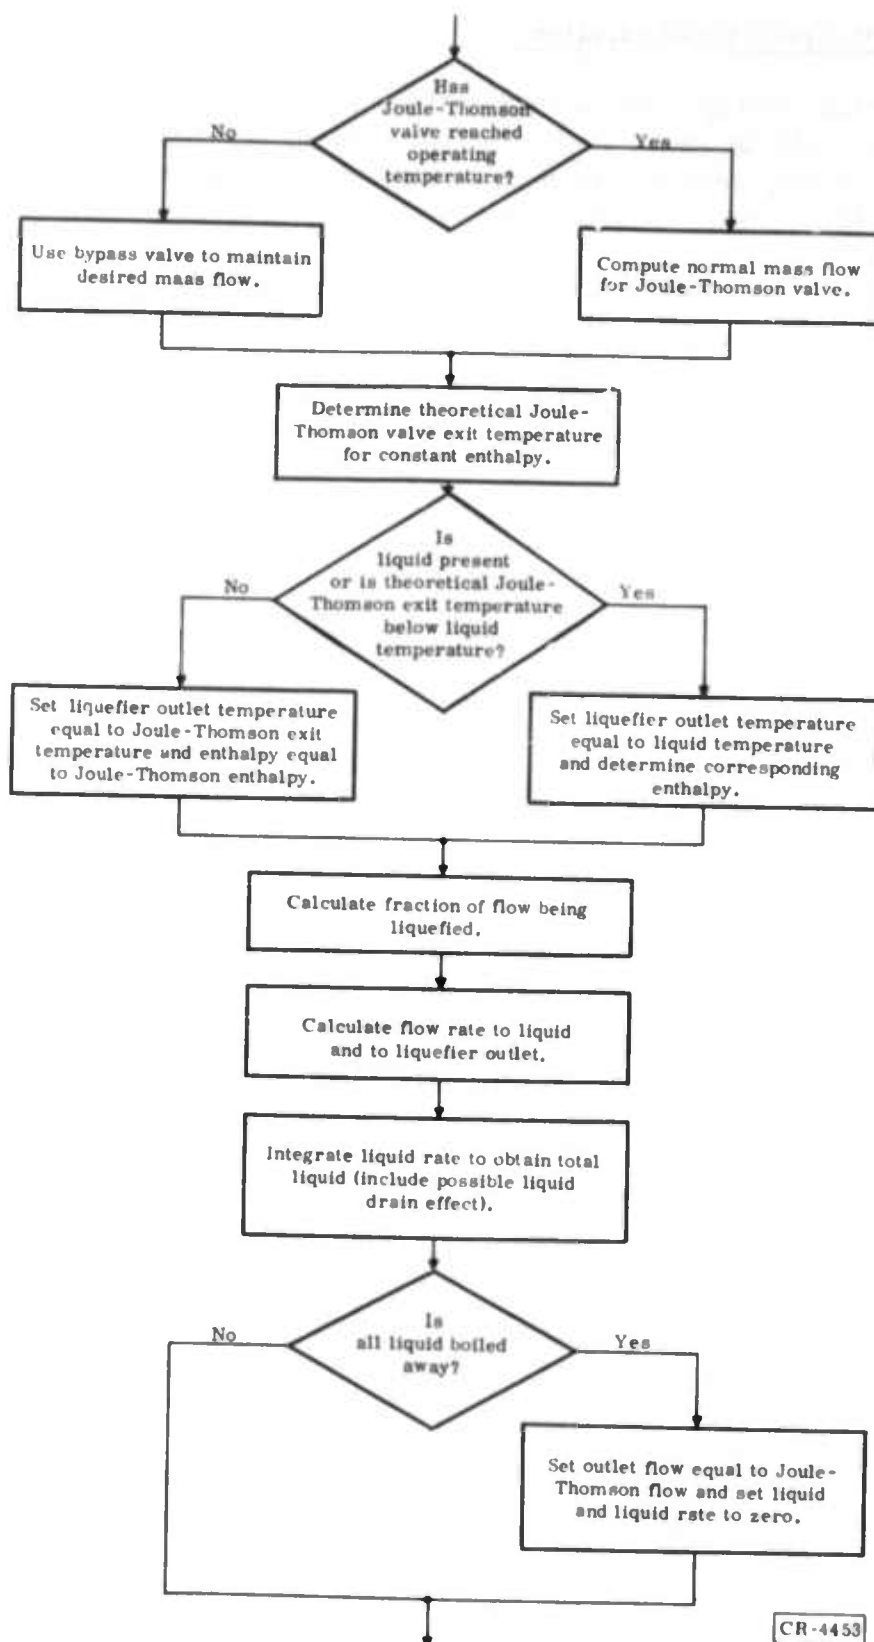 Has
Joule-Thomson
valve reached
operating
temperature?
No
Yes
Use bypass valve to maintain
desired maas flow.
Compute normal mass flow
for Joule-Thomson valve.
Determine theoretical Joule-
Thomson valve exit temperature
for constant enthalpy.
Is
liquid present
or is theoretical Joule-
Thomson exit temperature
below liquid
temperature?
No
Yes
Set liquefier outlet temperature
equal to Joule-Thomson exit
temperature and enthalpy equal
to Joule-Thomson enthalpy.
Set liquefier outlet temperature
equal to liquid temperature
and determine corresponding
enthalpy.
Calculate fraction of flow being
liquefied.
Calculate flow rate to liquid
and to liquefier outlet.
Integrate liquid rate to obtain total
liquid (include possible liquid
drain effect).
Is
all liquid boiled
away?
No
Yes
Set outlet flow equal to Joule-
Thomson flow and set liquid
and liquid rste to zero.
CR-4453